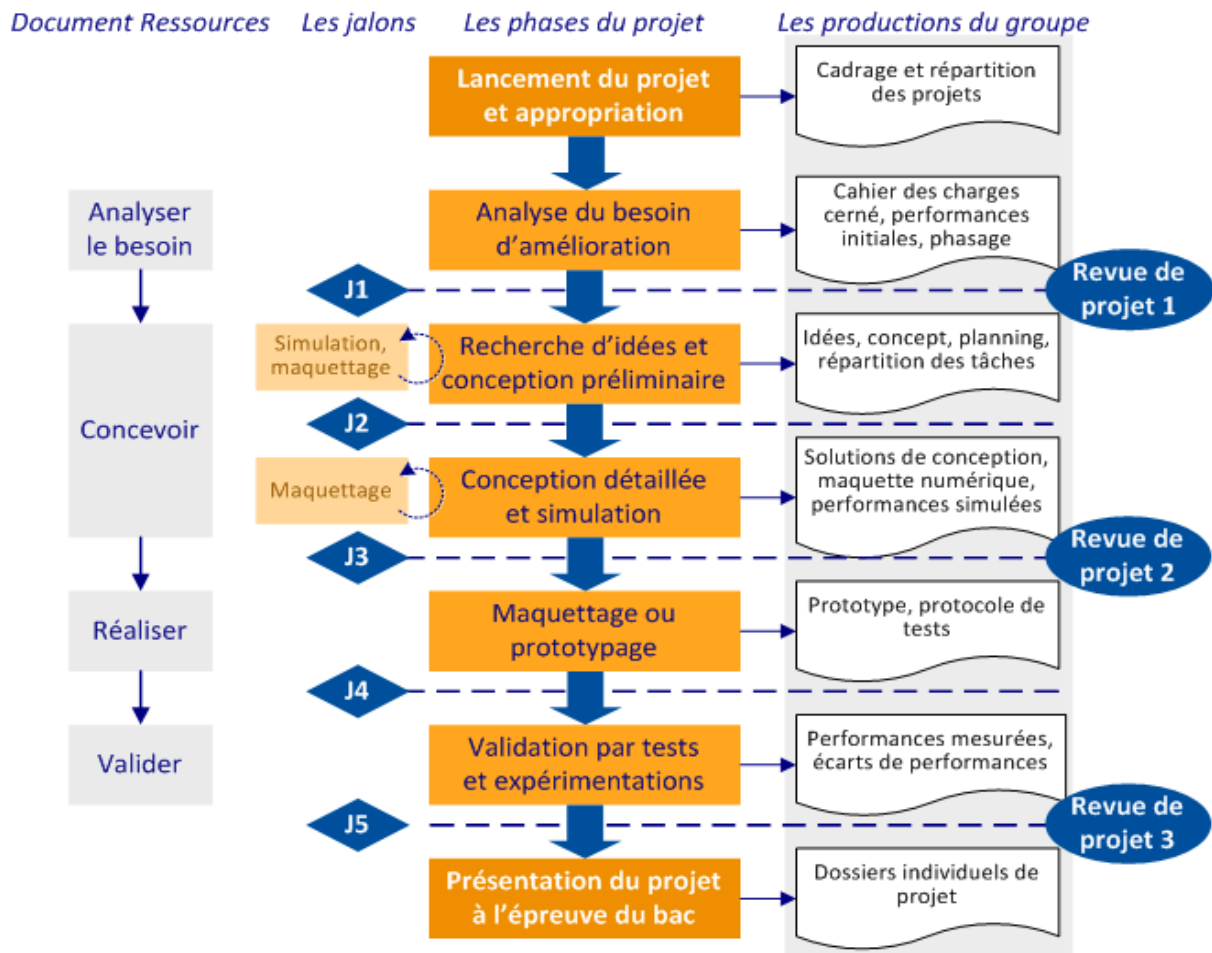 Document Ressources
Les jalons
Les phases du projet
Les productions du groupe
Lancement du projet
et appropriation
Cadrage et répartition
des projets
Analyser
le besoin
Analyse du besoin
d'amélioration
Cahier des charges
cerné, performances
initiales, phasage
J1
Revue de
projet 1
Concevoir
Simulation,
maquettage
Recherche d'idées et
conception préliminaire
Idées, concept, planning,
répartition des tâches
J2
Maquettage
Conception détaillée
et simulation
Solutions de conception,
maquette numérique,
performances simulées
J3
Revue de
projet 2
Réaliser
Maquettage ou
prototypage
Prototype, protocole de
tests
J4
Valider
Validation par tests
et expérimentations
Performances mesurées,
écarts de performances
J5
Revue de
projet 3
Présentation du projet
à l'épreuve du bac
Dossiers individuels de
projet